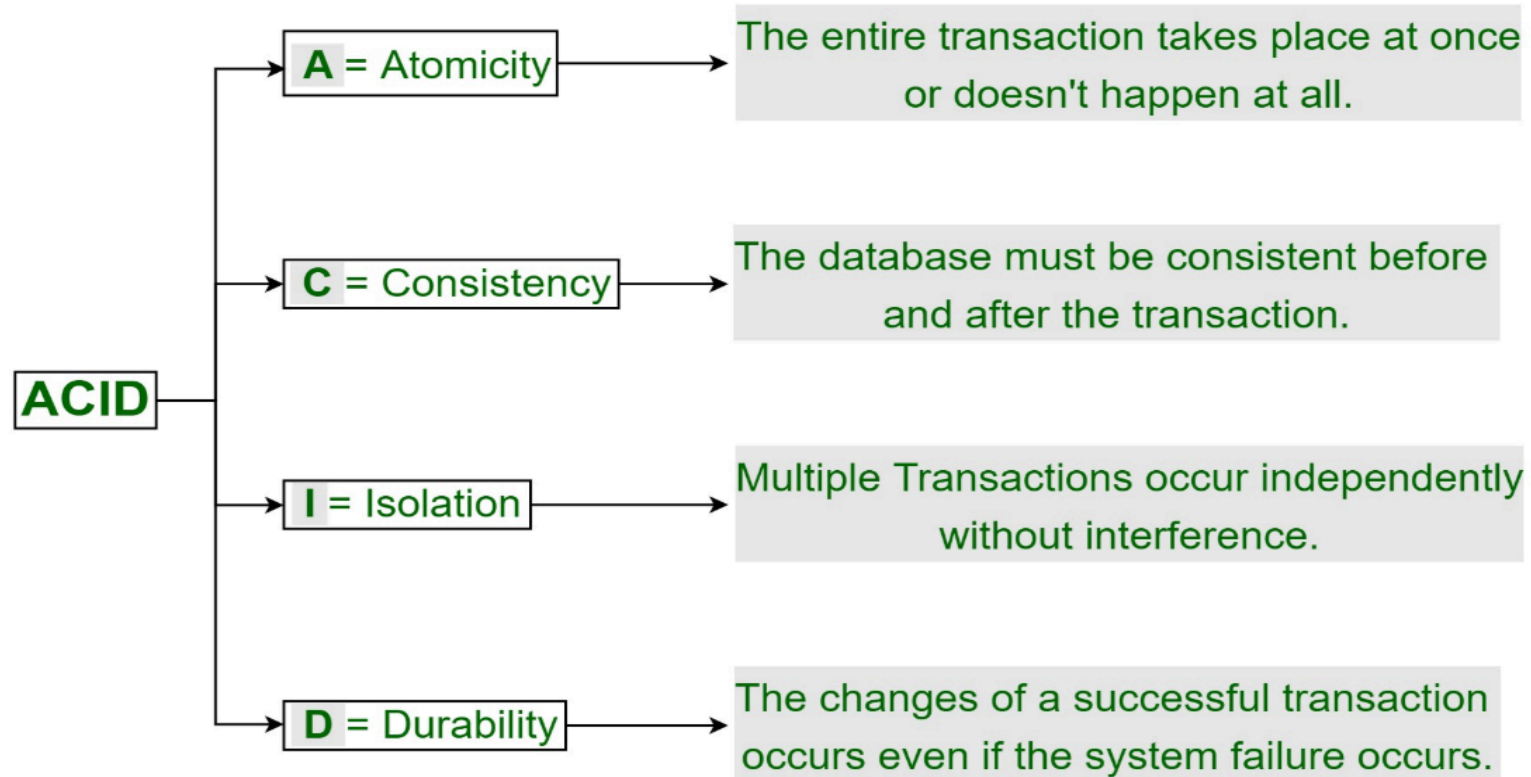 A = Atomicity
The entire transaction takes place at once
or doesn't happen at all.
C = Consistency
The database must be consistent before
and after the transaction.
ACID
I = Isolation
Multiple Transactions occur independently
without interference.
D = Durability
The changes of a successful transaction
occurs even if the system failure occurs.